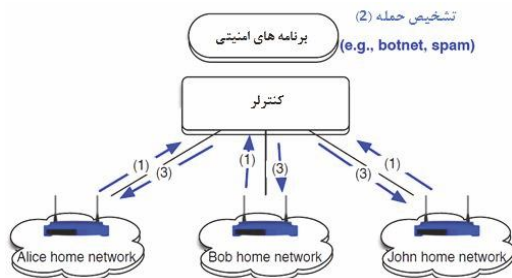 تشخیص حمله (2)
(e.g., botnet, spam)
برنامه های امنیتی
کنترلر
(1)
(3)
(1)
(3)
(3)
(1)
Alice home network
Bob home network
John home network